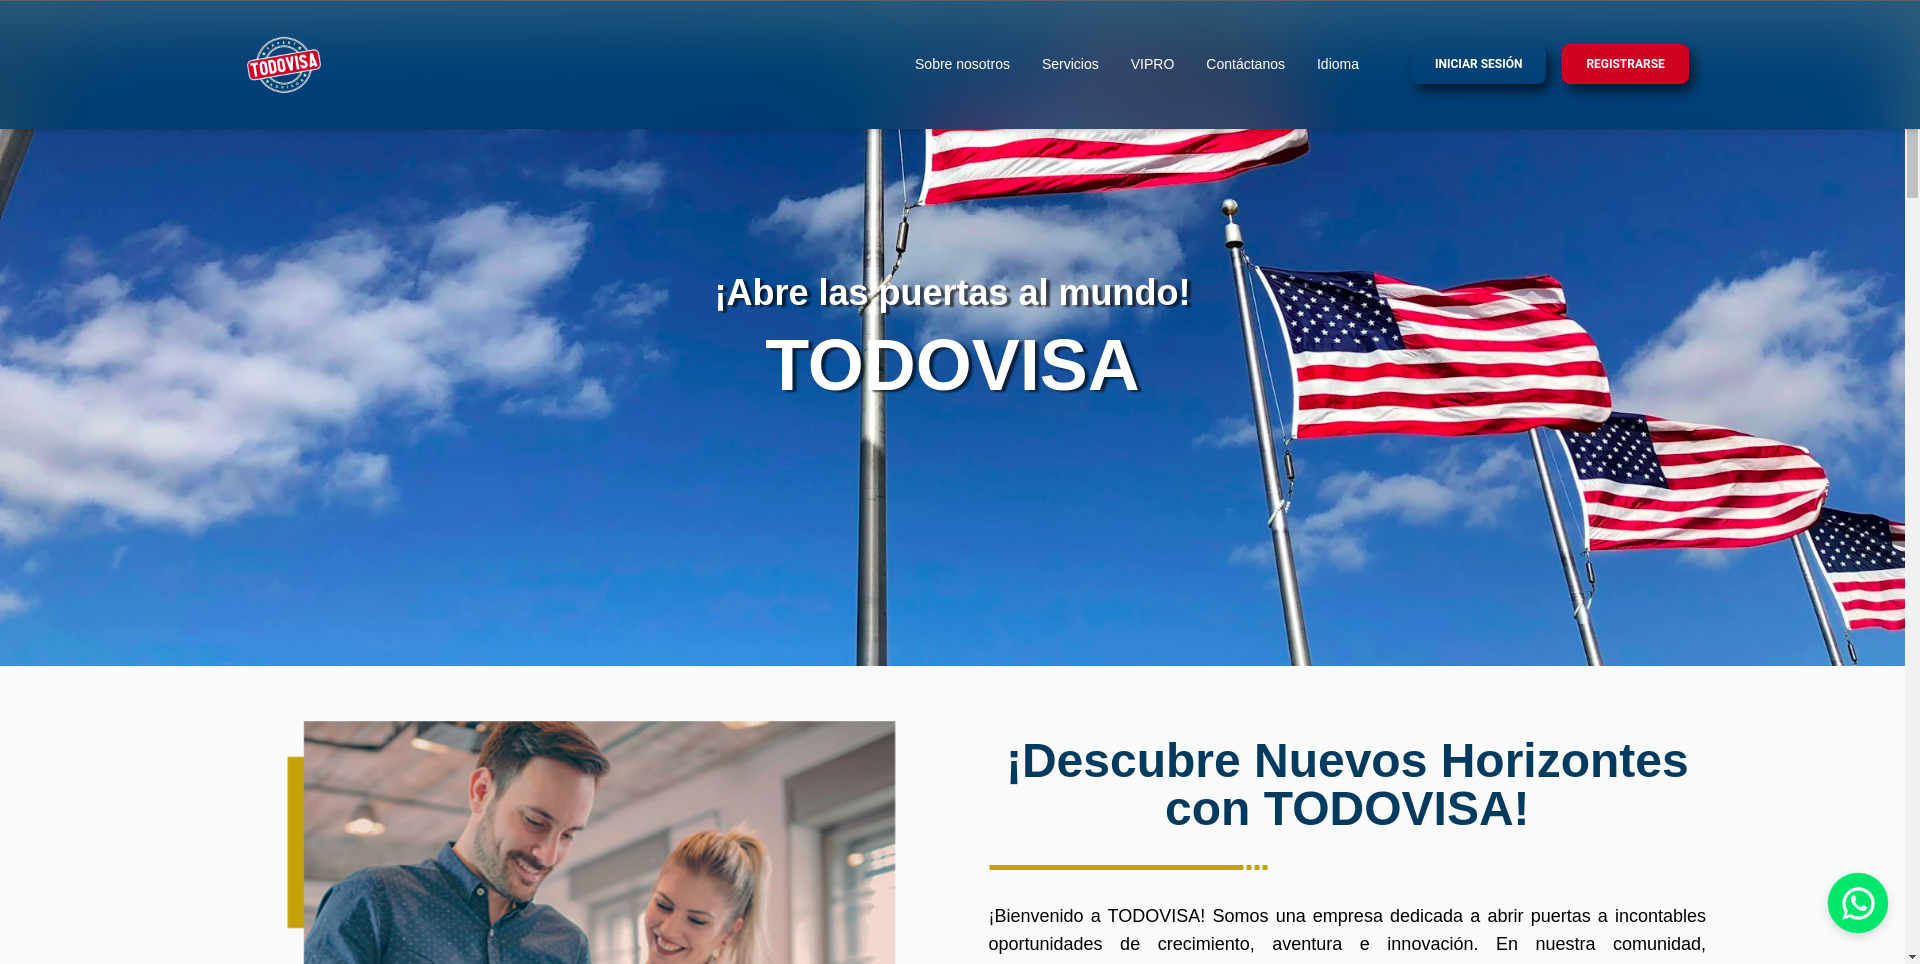 TODOVISA
Sobre nosotros
Servicios
VIPRO
Contáctanos
Idioma
INICIAR SESIÓN
REGISTRARSE
¡Abre las puertas al mundo!
TODOVISA
¡Descubre Nuevos Horizontes
con TODOVISA!
¡Bienvenido a TODOVISA! Somos una empresa dedicada a abrir puertas a incontables
oportunidades de crecimiento, aventura e innovación. En nuestra comunidad,